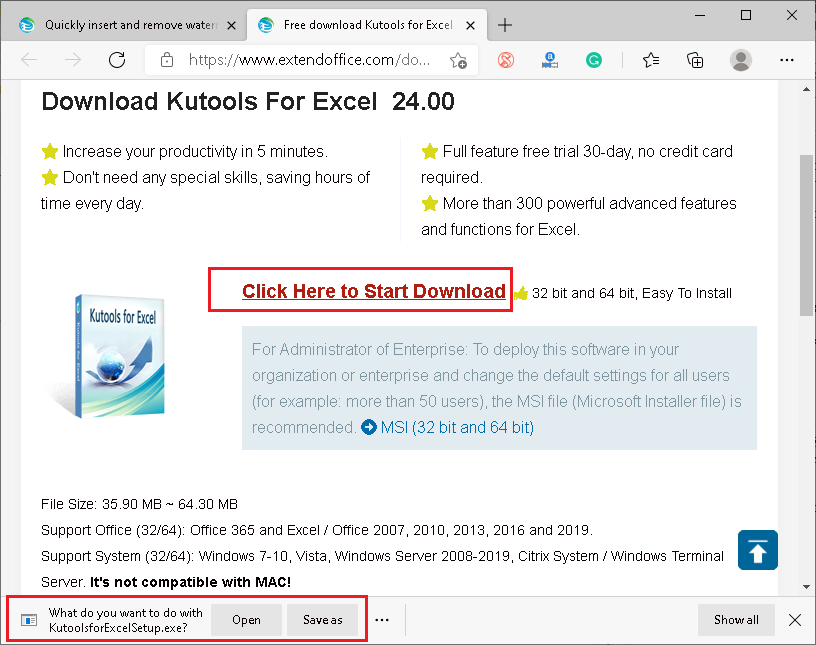 Quickly insert and remove waterm
Free download Kutools for Excel
https://www.extendoffice.com/do...
Download Kutools For Excel 24.00
Increase your productivity in 5 minutes.
Don't need any special skills, saving hours of
time every day.
Full feature free trial 30-day, no credit card
required.
More than 300 powerful advanced features
and functions for Excel.
Kutools for Excel
Kutools for Excel
Click Here to Start Download
32 bit and 64 bit, Easy To Install
For Administrator of Enterprise: To deploy this software in your
organization or enterprise and change the default settings for all users
(for example: more than 50 users), the MSI file (Microsoft Installer file) is
recommended. MSI (32 bit and 64 bit)
File Size: 35.90 MB ~ 64.30 MB
Support Office (32/64): Office 365 and Excel / Office 2007, 2010, 2013, 2016 and 2019.
Support System (32/64): Windows 7-10, Vista, Windows Server 2008-2019, Citrix System / Windows Terminal
Server. It's not compatible with MAC!
What do you want to do with
KutoolsforExcelSetup.exe?
Open
Save as
Show all